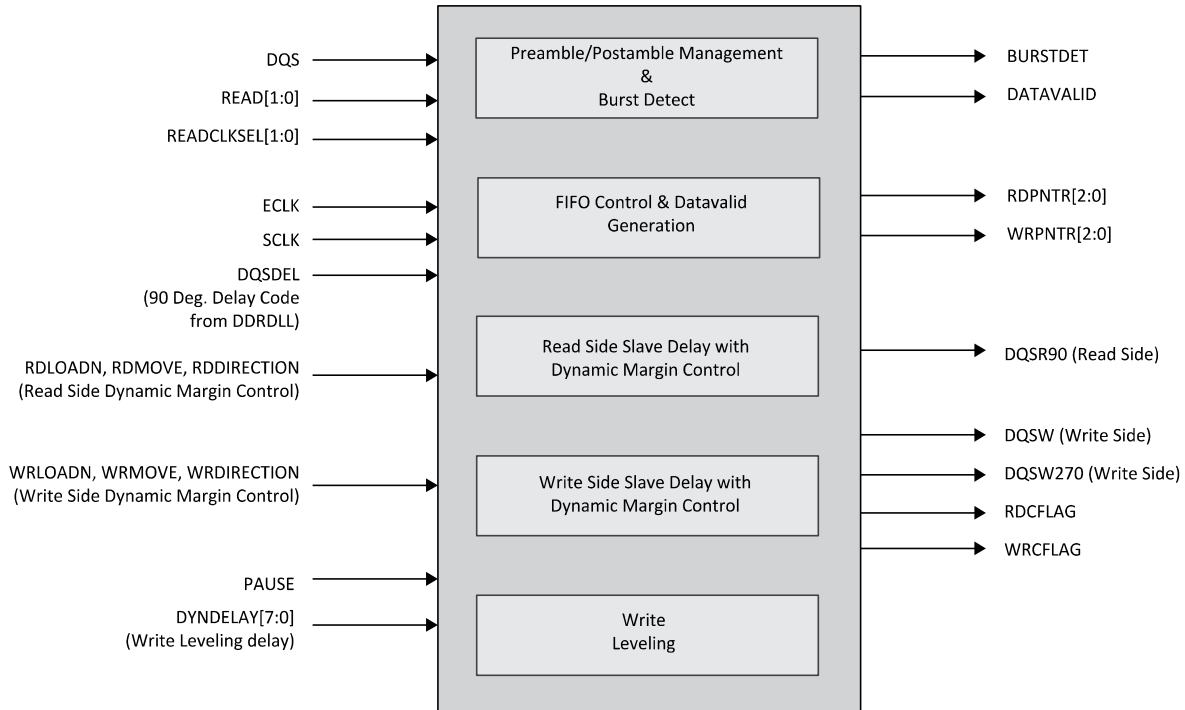 DQS
READ[1:0]
READCLKSEL[1:0]
ECLK
SCLK
DQSDEL
(90 Deg. Delay Code
from DDRDLL)
RDLOADN, RDMOVE, RDDIRECTION
(Read Side Dynamic Margin Control)
WRLOADN, WRMOVE, WRDIRECTION
(Write Side Dynamic Margin Control)
PAUSE
DYNDELAY[7:0]
(Write Leveling delay)
Preamble/Postamble Management
&
Burst Detect
FIFO Control & Datavalid
Generation
Read Side Slave Delay with
Dynamic Margin Control
Write Side Slave Delay with
Dynamic Margin Control
Write
Leveling
BURSTDET
DATAVALID
RDPNTR[2:0]
WRPNTR[2:0]
DQSR90 (Read Side)
DQSW (Write Side)
DQSW270 (Write Side)
RDCFLAG
WRCFLAG